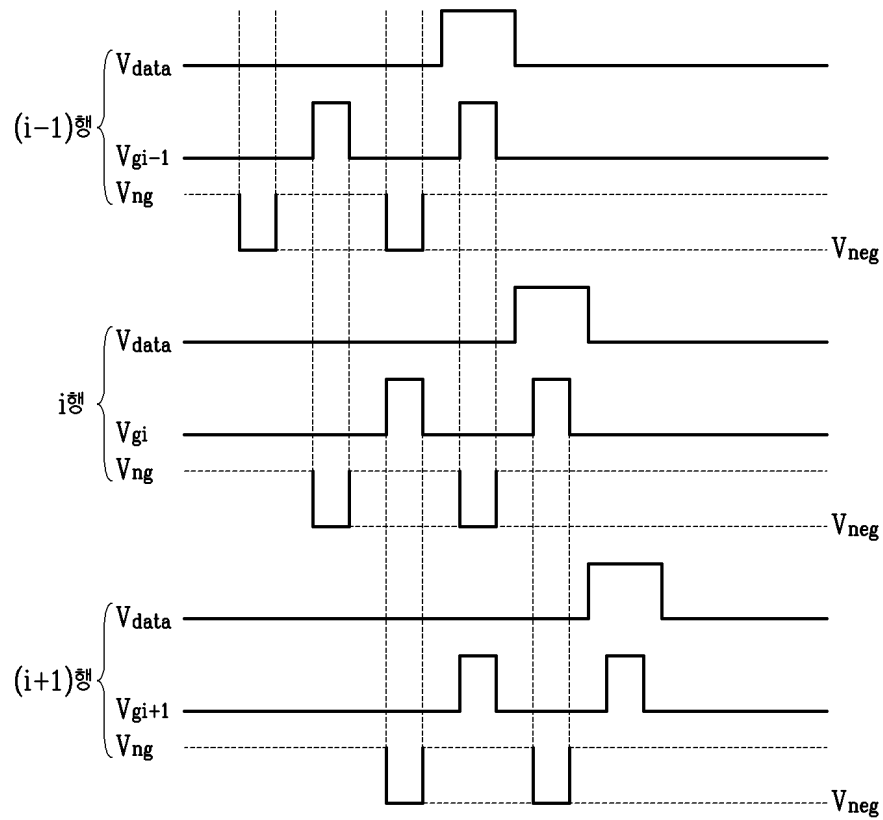 Vdata
(i-1)행
Vgi-1
Vng
Vneg
Vdata
i행
Vgi
Vng
Vneg
Vdata
(i+1)행
Vgi+1
Vng
Vneg